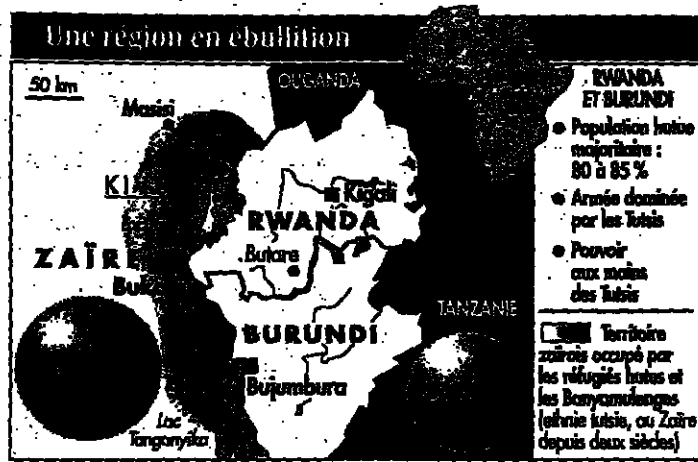 Une région en ébullition
50 km
OUGANDA
Masisi
KI
Kigali
RWANDA
ZAÏRE
Butare
Bu
TANZANIE
BURUNDI
Bujumbura
Lac
Tanganyika
RWANDA
ET BURUNDI
• Population hutue
majoritaire :
80 à 85 %
• Armée dominée
par les Tutsis
• Pouvoir
aux mains
des Tutsis
Territoire
zaïrois occupé par
les réfugiés hutus et
les Banyamulenges
(ethnie tutsie, au Zaïre
depuis deux siècles)